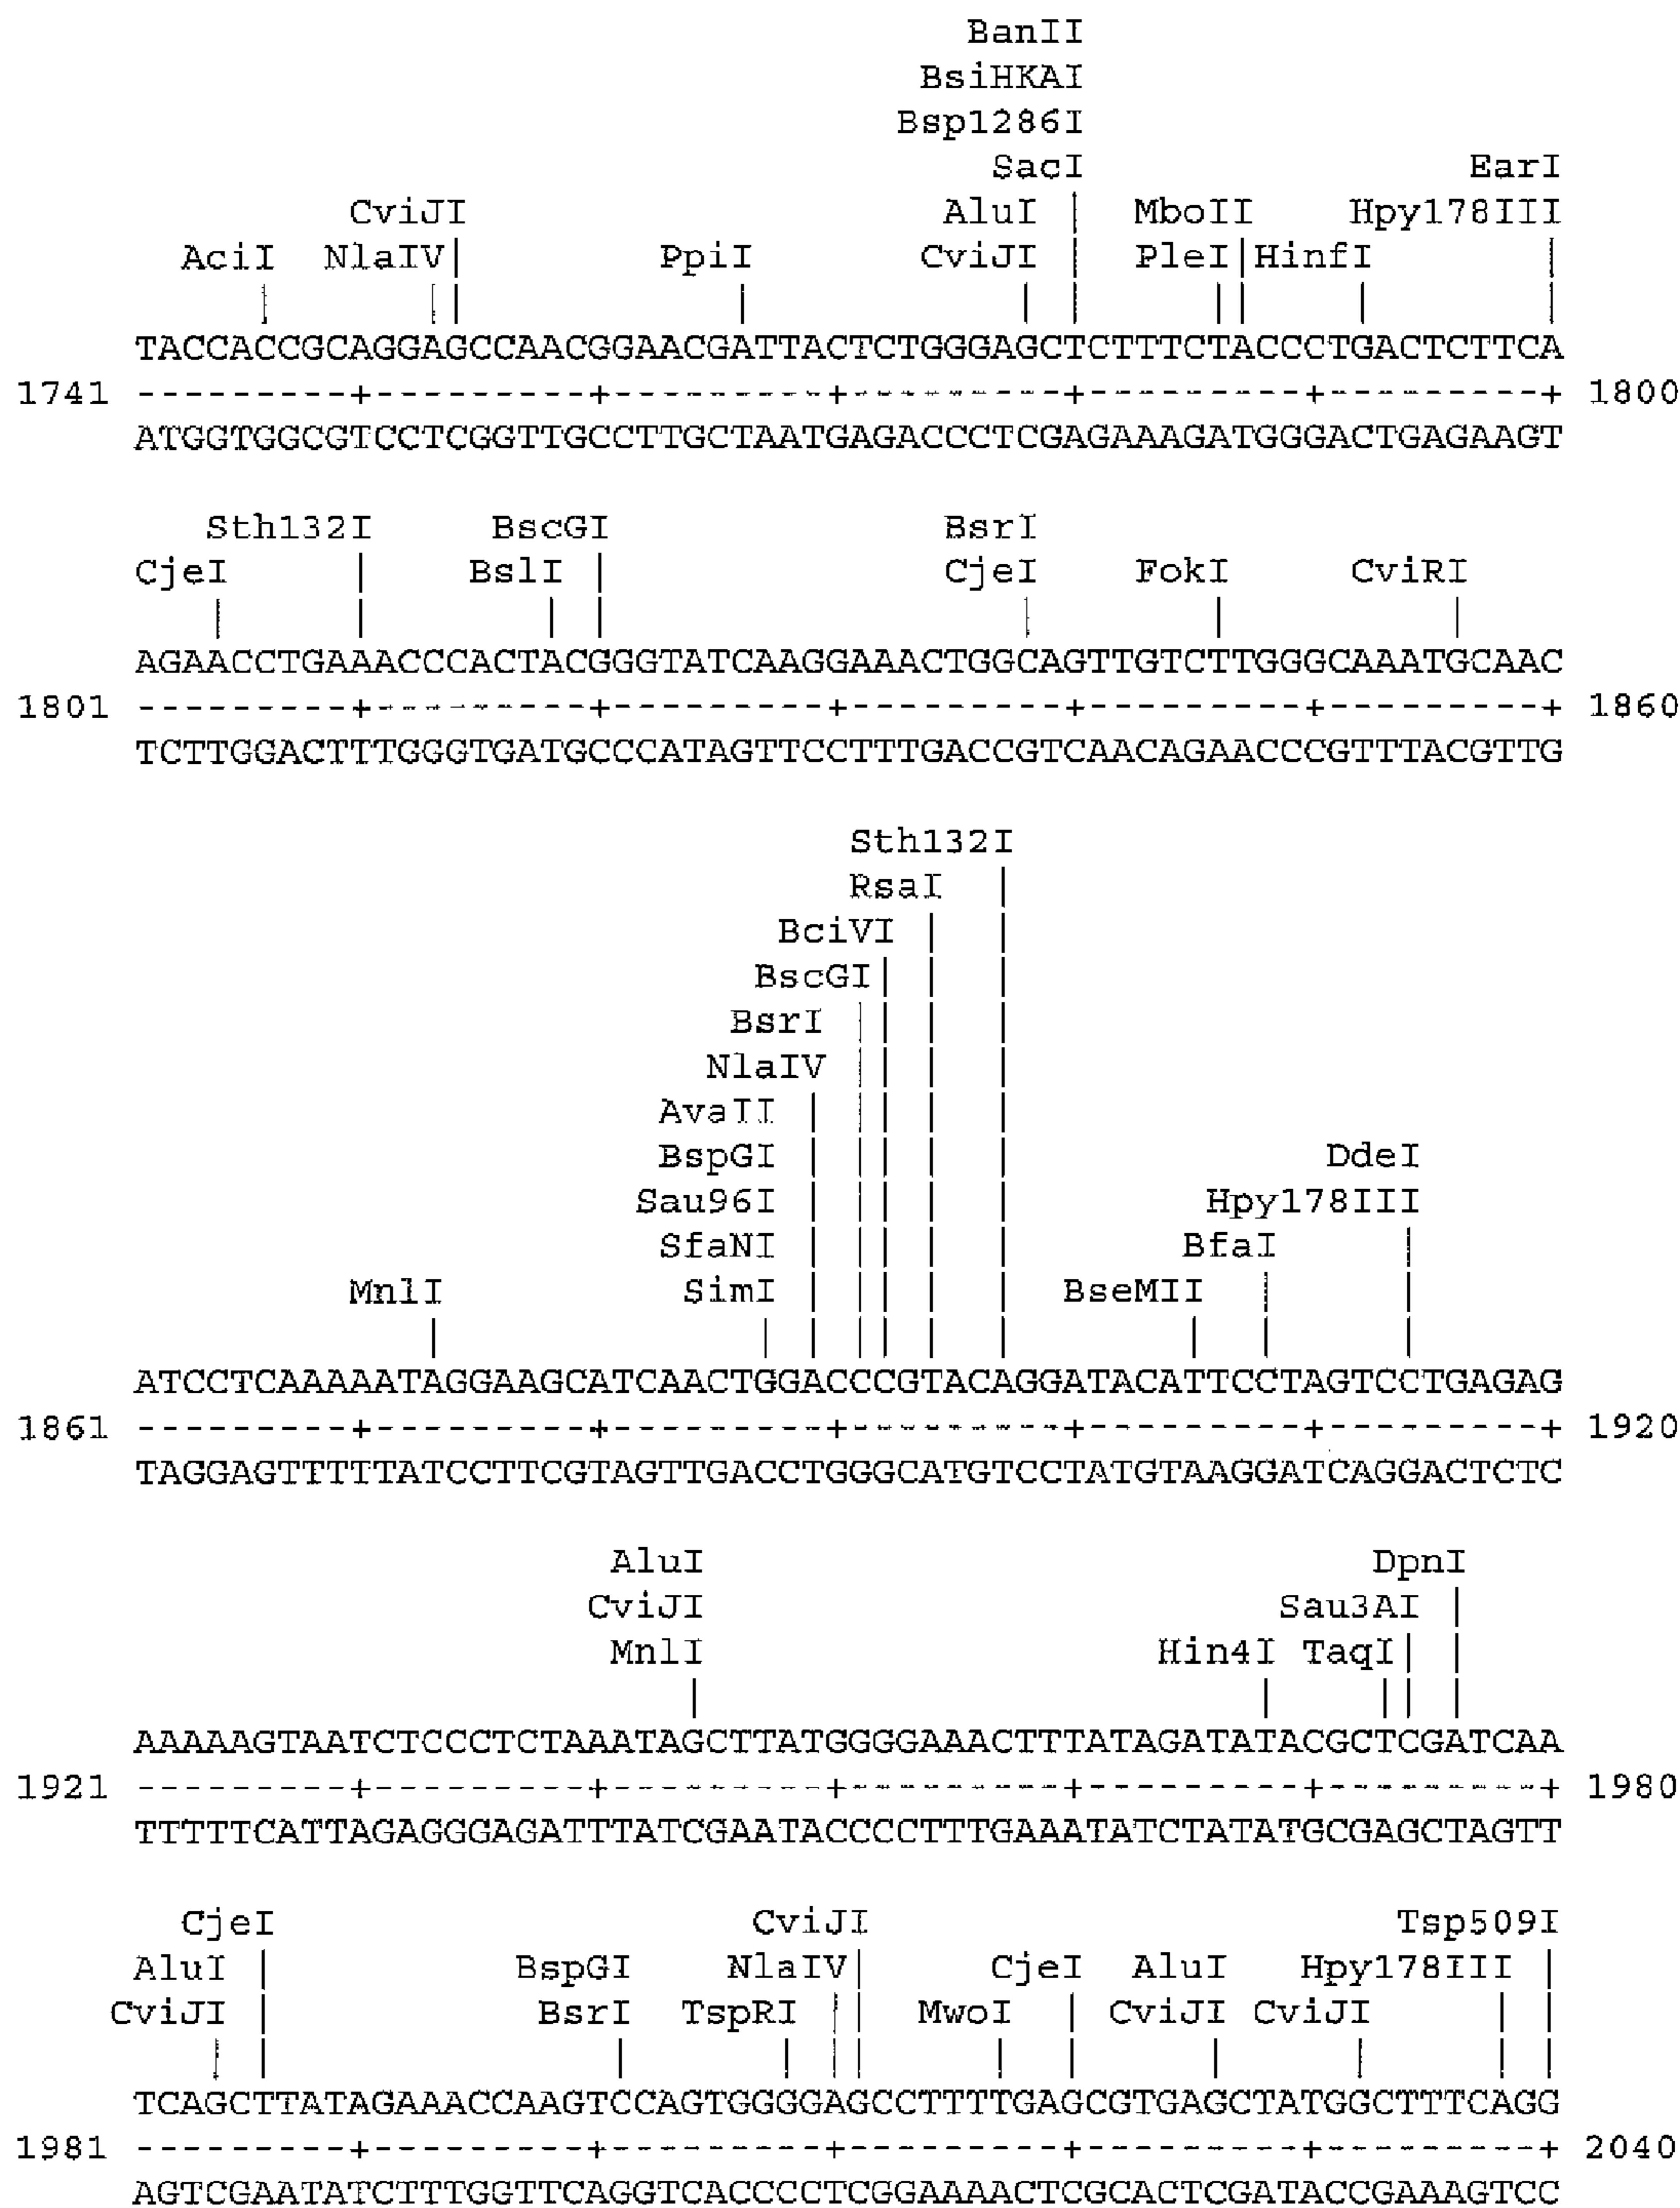 BanII
BsiHKAI
Bsp1286I
SacI EarI
CviJI AluI MboII Hpy178III
AciI NlaIV PpiI CviJI PleI HinfI
TACCACCGCAGGAGCCAACGGAACGATTACTCTGGGAGCTCTTTCTACCCTGACTCTTCA
1741 ---------+---------+---------+---------+---------+---------+ 1800
ATGGTGGCGTCCTCGGTTGCCTTGCTAATGAGACCCTCGAGAAAGATGGGACTGAGAAGT
Sth132I BscGI BsrI
CjeI BslI CjeI FokI CviRI
AGAACCTGAAACCCACTACGGGTATCAAGGAAACTGGCAGTTGTCTTGGGCAAATGCAAC
1801 ---------+---------+---------+---------+---------+---------+ 1860
TCTTGGACTTTGGGTGATGCCCATAGTTCCTTTGACCGTCAACAGAACCCGTTTACGTTG
Sth132I
RsaI
BciVI
BscGI
BsrI
NlaIV
AvaII
BspGI DdeI
Sau96I Hpy178III
SfaNI BfaI
MnlI SimI BseMII
ATCCTCAAAAATAGGAAGCATCAACTGGACCCGTACAGGATACATTCCTAGTCCTGAGAG
1861 ---------+---------+---------+---------+---------+---------+ 1920
TAGGAGTTTTTATCCTTCGTAGTTGACCTGGGCATGTCCTATGTAAGGATCAGGACTCTC
AluI DpnI
CviJI Sau3AI
MnlI Hin4I TaqI
AAAAAGTAATCTCCCTCTAAATAGCTTATGGGGAAACTTTATAGATATACGCTCGATCAA
1921 ---------+---------+---------+---------+---------+---------+ 1980
TTTTTCATTAGAGGGAGATTTATCGAATACCCCTTTGAAATATCTATATGCGAGCTAGTT
CjeI CviJI Tsp509I
AluI BspGI NlaIV CjeI AluI Hpy178III
CviJI BsrI TspRI MwoI CviJI CviJI
TCAGCTTATAGAAACCAAGTCCAGTGGGGAGCCTTTTGAGCGTGAGCTATGGCTTTCAGG
1981 ---------+---------+---------+---------+---------+---------+ 2040
AGTCGAATATCTTTGGTTCAGGTCACCCCTCGGAAAACTCGCACTCGATACCGAAAGTCC